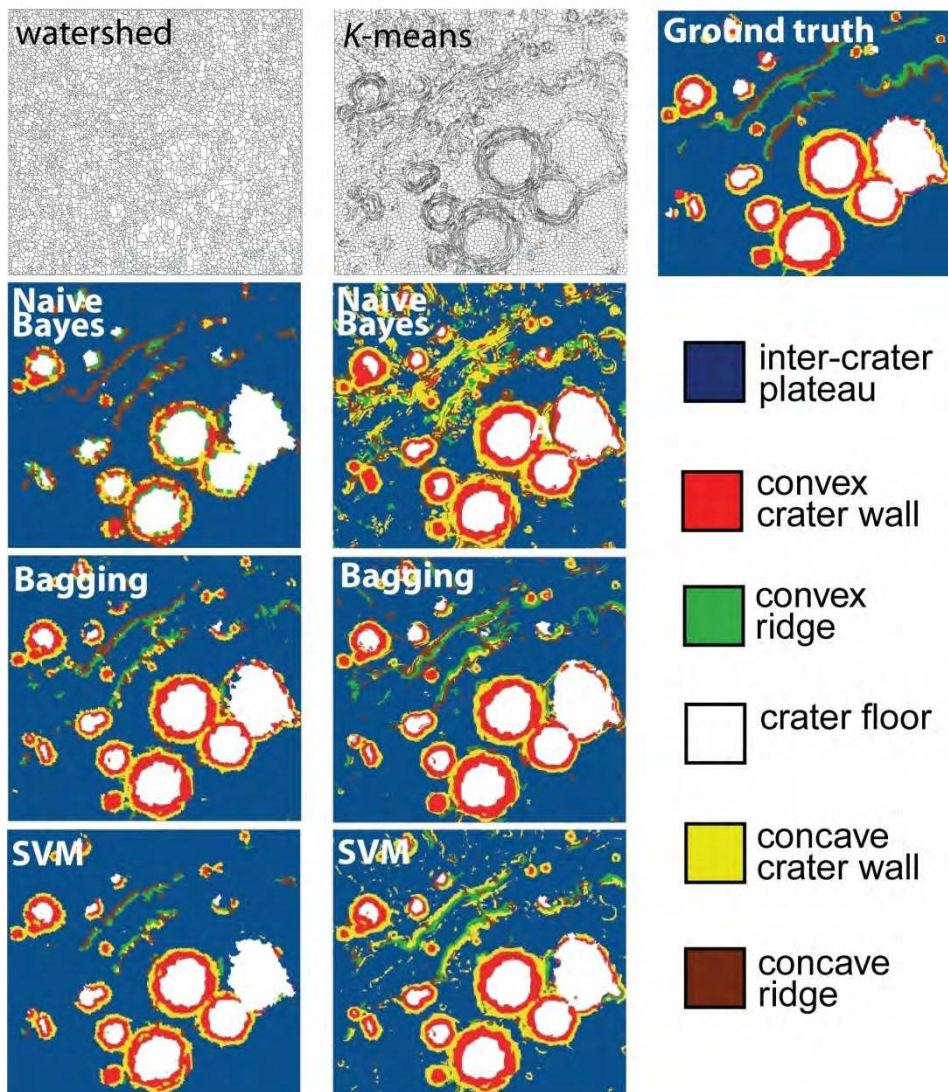 watershed
K-means
Ground truth
Naive
Bayes
Naive
Bayes
A
Bagging
Bagging
SVM
SVM
inter-crater
plateau
convex
crater wall
convex
ridge
crater floor
concave
crater wall
concave
ridge